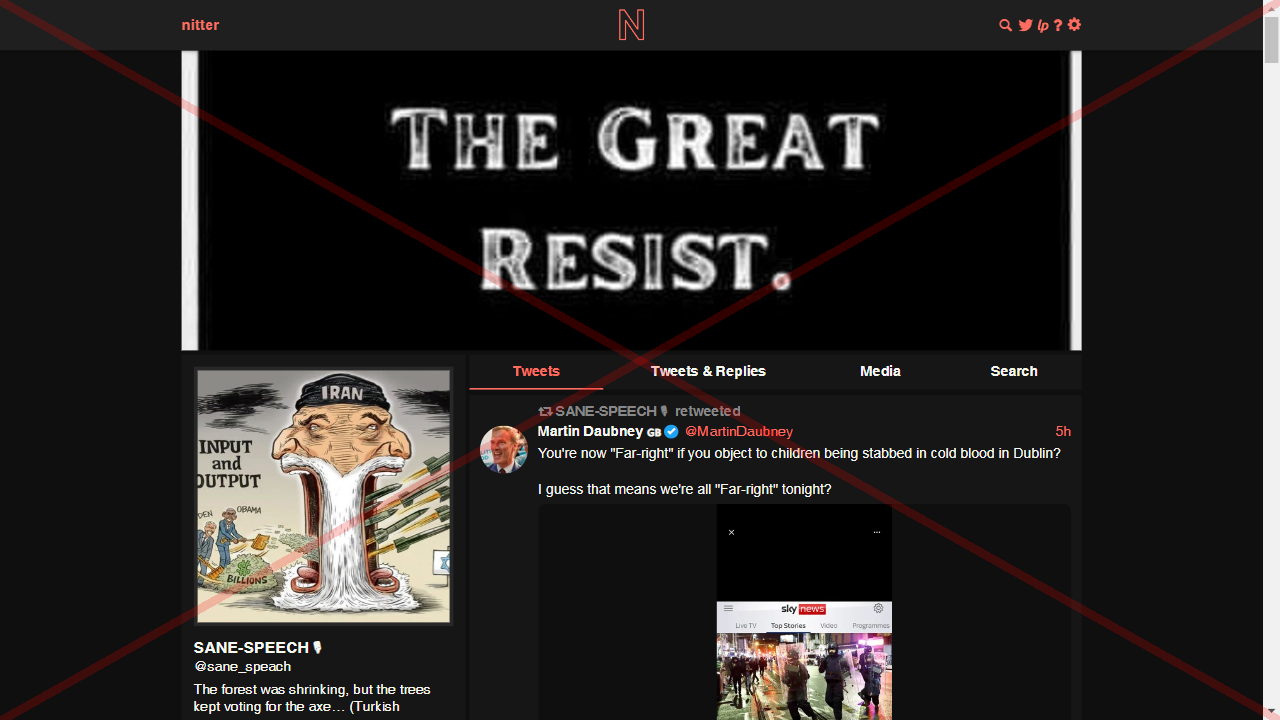 nitter
N
lp ?
THE GREAT
RESIST.
IRAN
INPUT
and
OUTPUT
OBAMA
BILLIONS
SANE-SPEECH🎙
@sane_speach
The forest was shrinking, but the trees
kept voting for the axe… (Turkish
Tweets
Tweets & Replies
Media
Search
SANE-SPEECH🎙 retweeted
Martin Daubney 🇬🇧 @MartinDaubney
5h
You're now "Far-right" if you object to children being stabbed in cold blood in Dublin?
I guess that means we're all "Far-right" tonight?
sky news
Live TV Top Stories Video Programmes